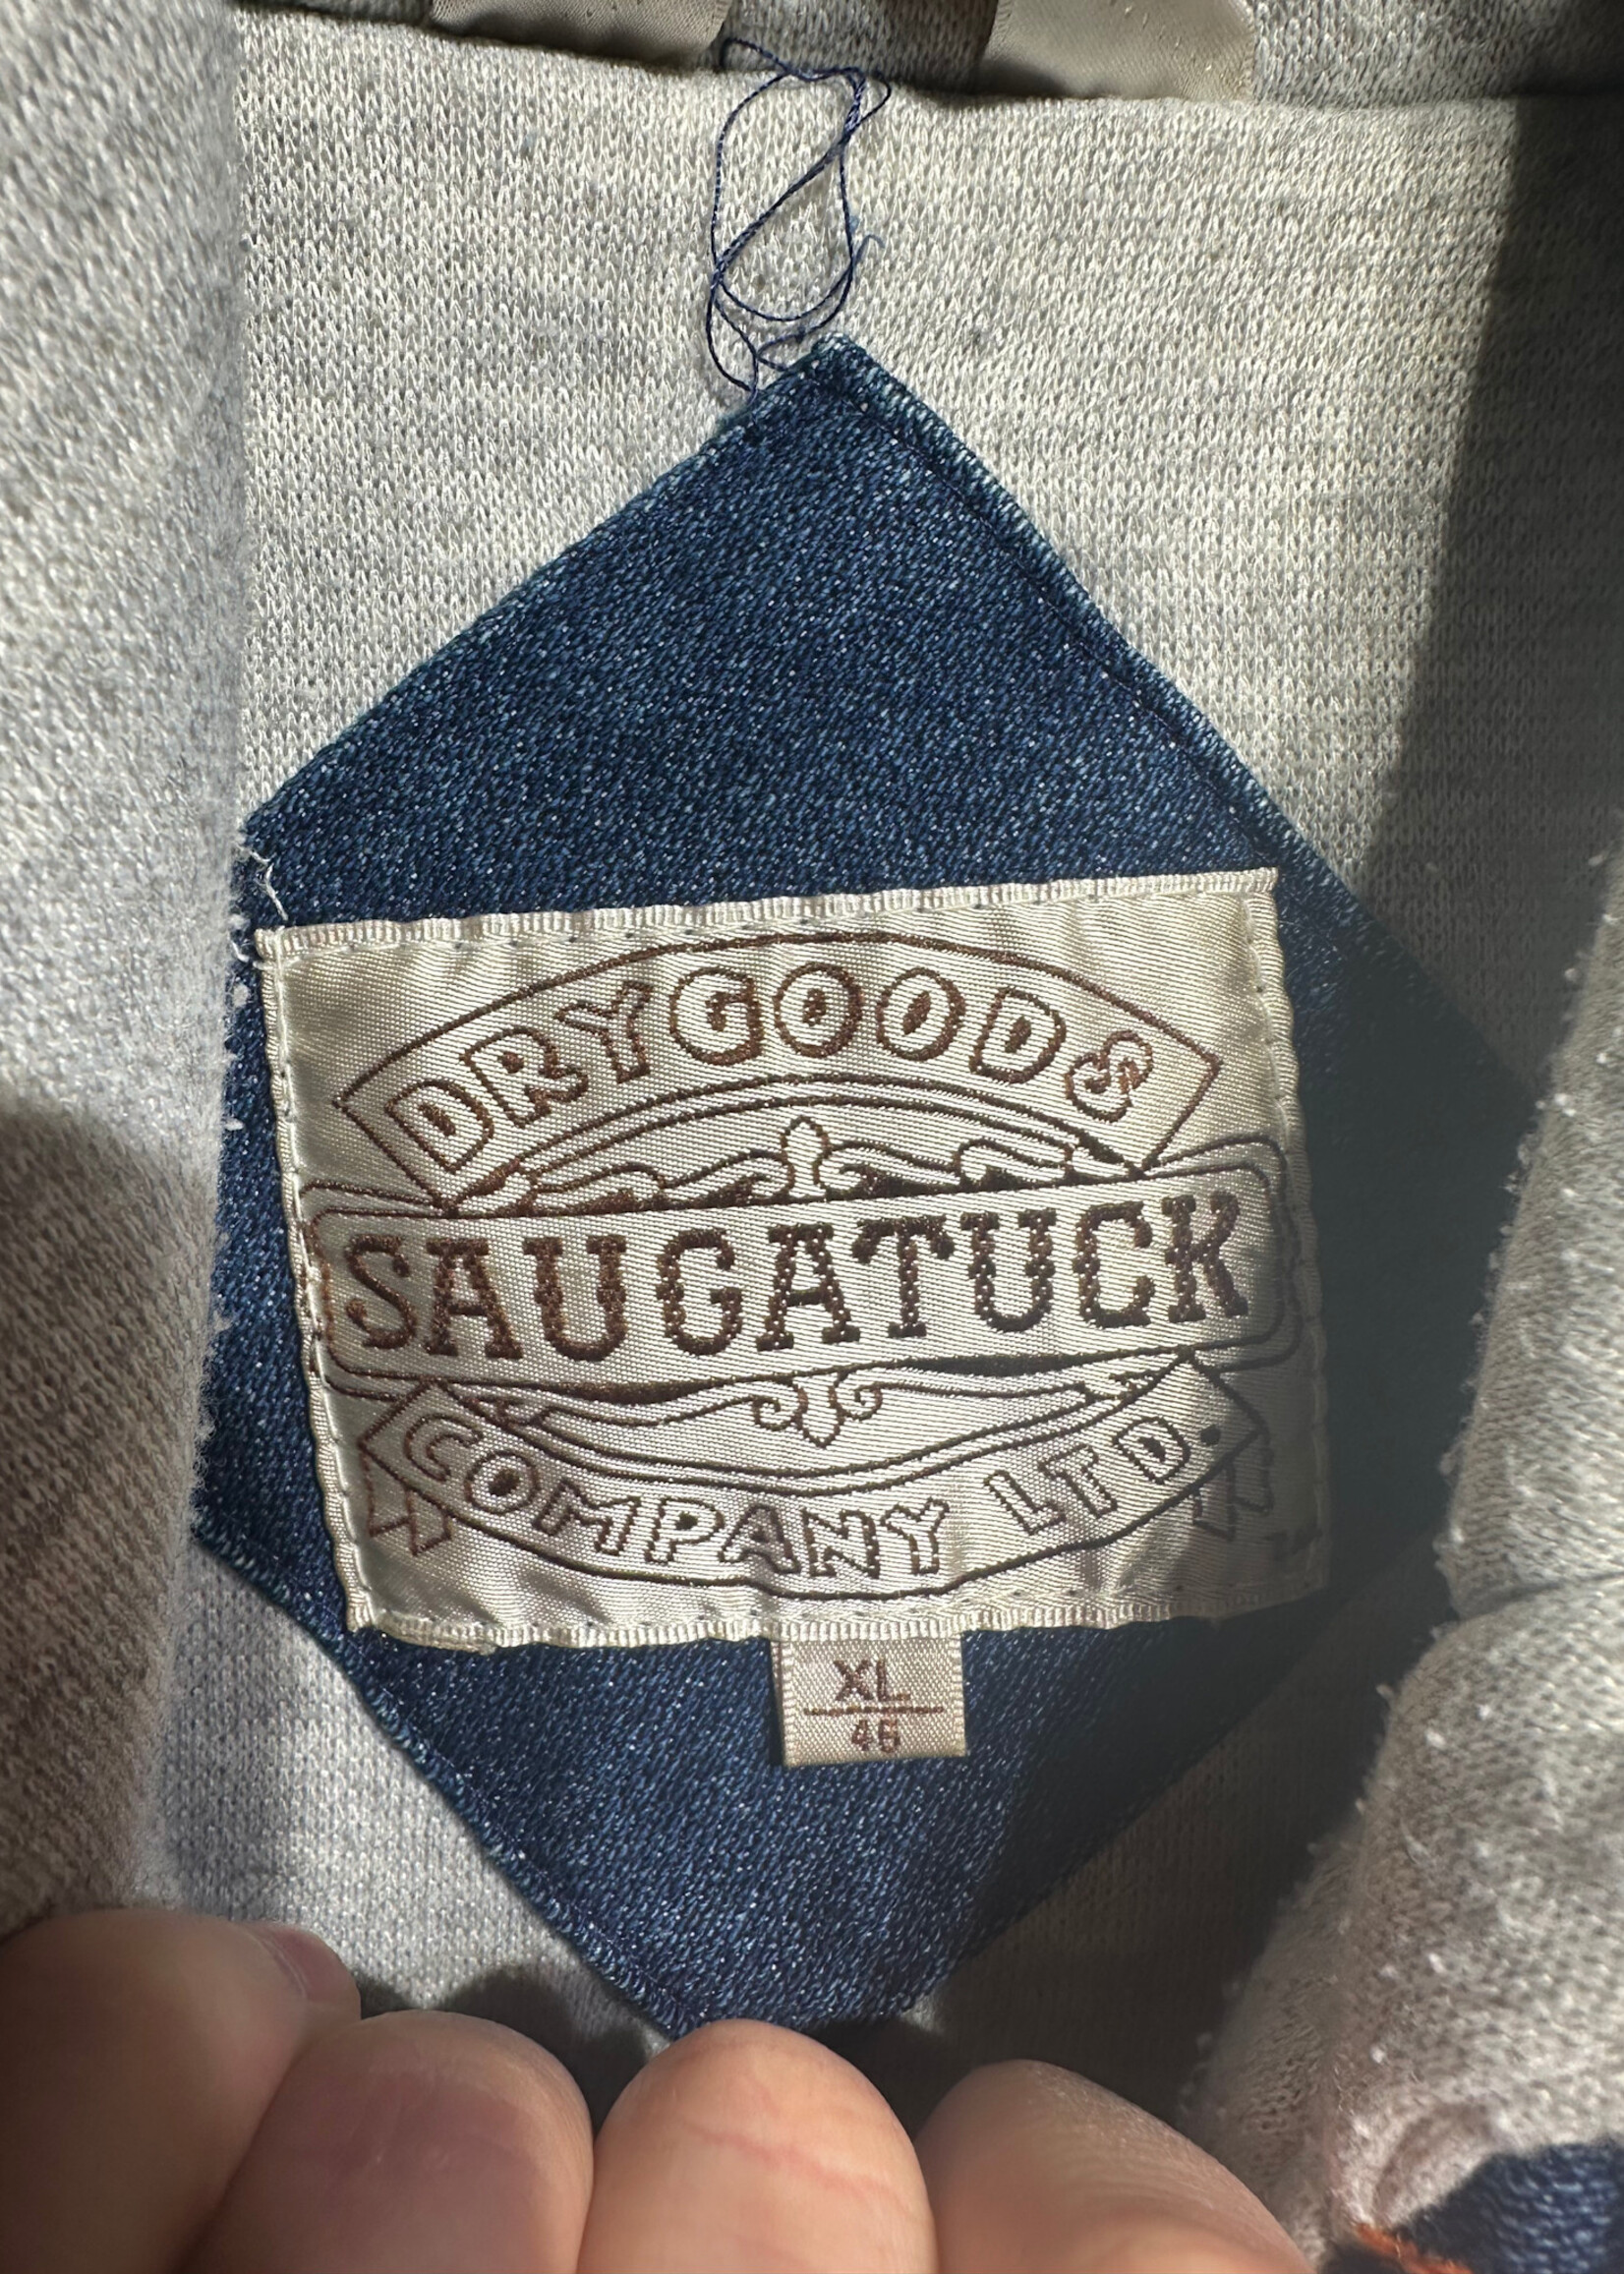 DRYGOODS
SAUGATUCK
COMPANY LTD.
XL
46